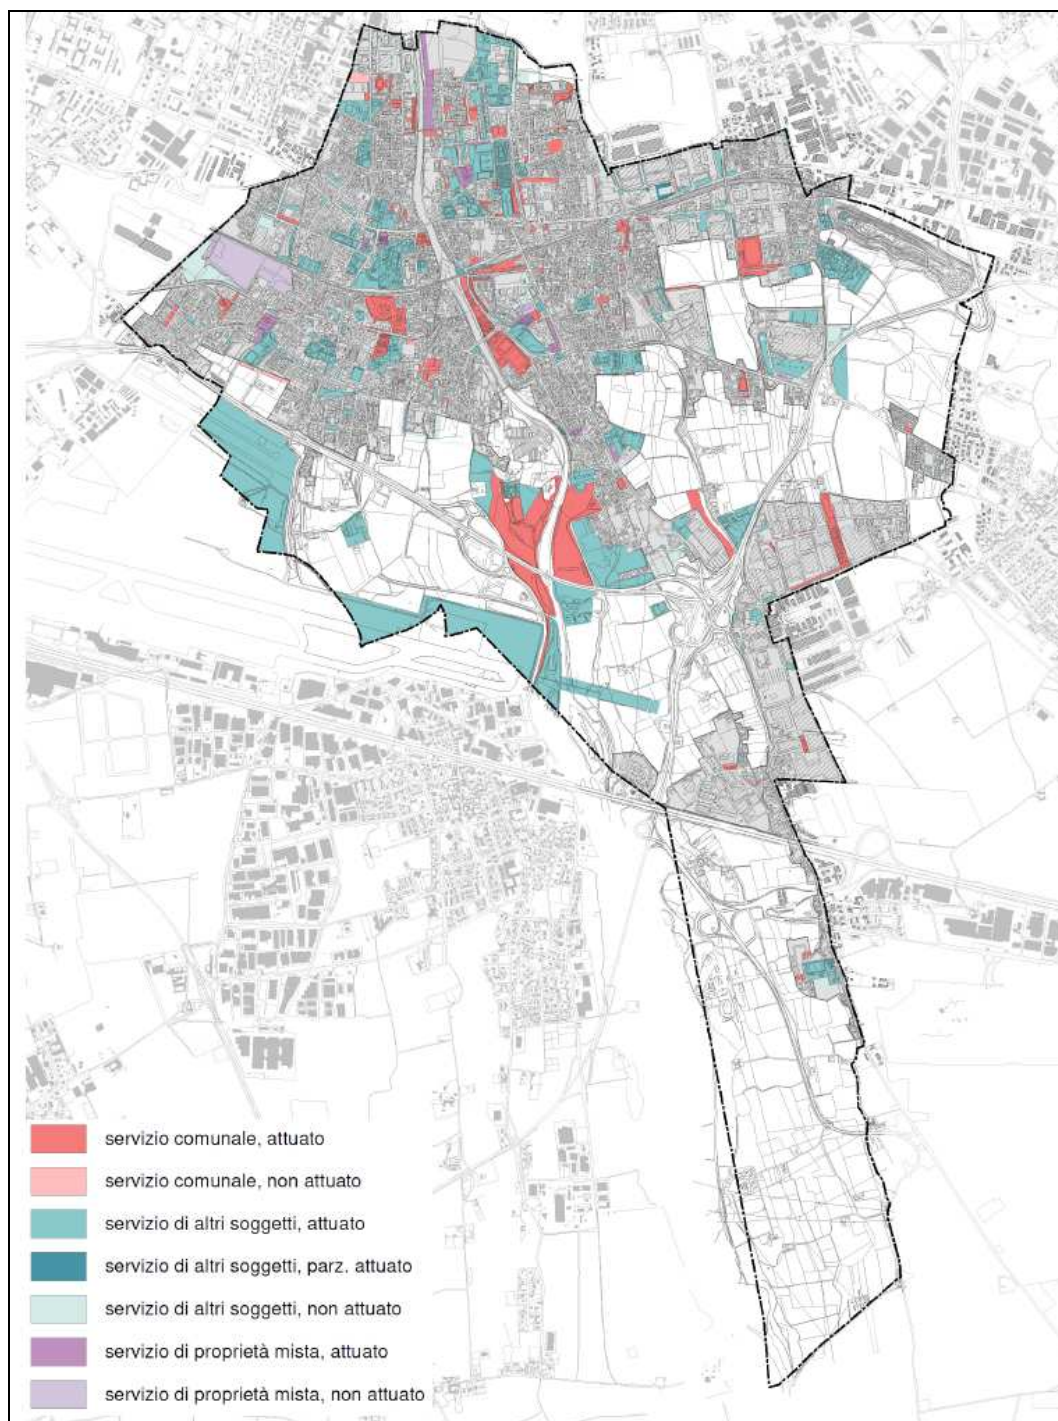 servizio comunale, attuato
servizio comunale, non attuato
servizio di altri soggetti, attuato
servizio di altri soggetti, parz. attuato
servizio di altri soggetti, non attuato
servizio di proprietà mista, attuato
servizio di proprietà mista, non attuato